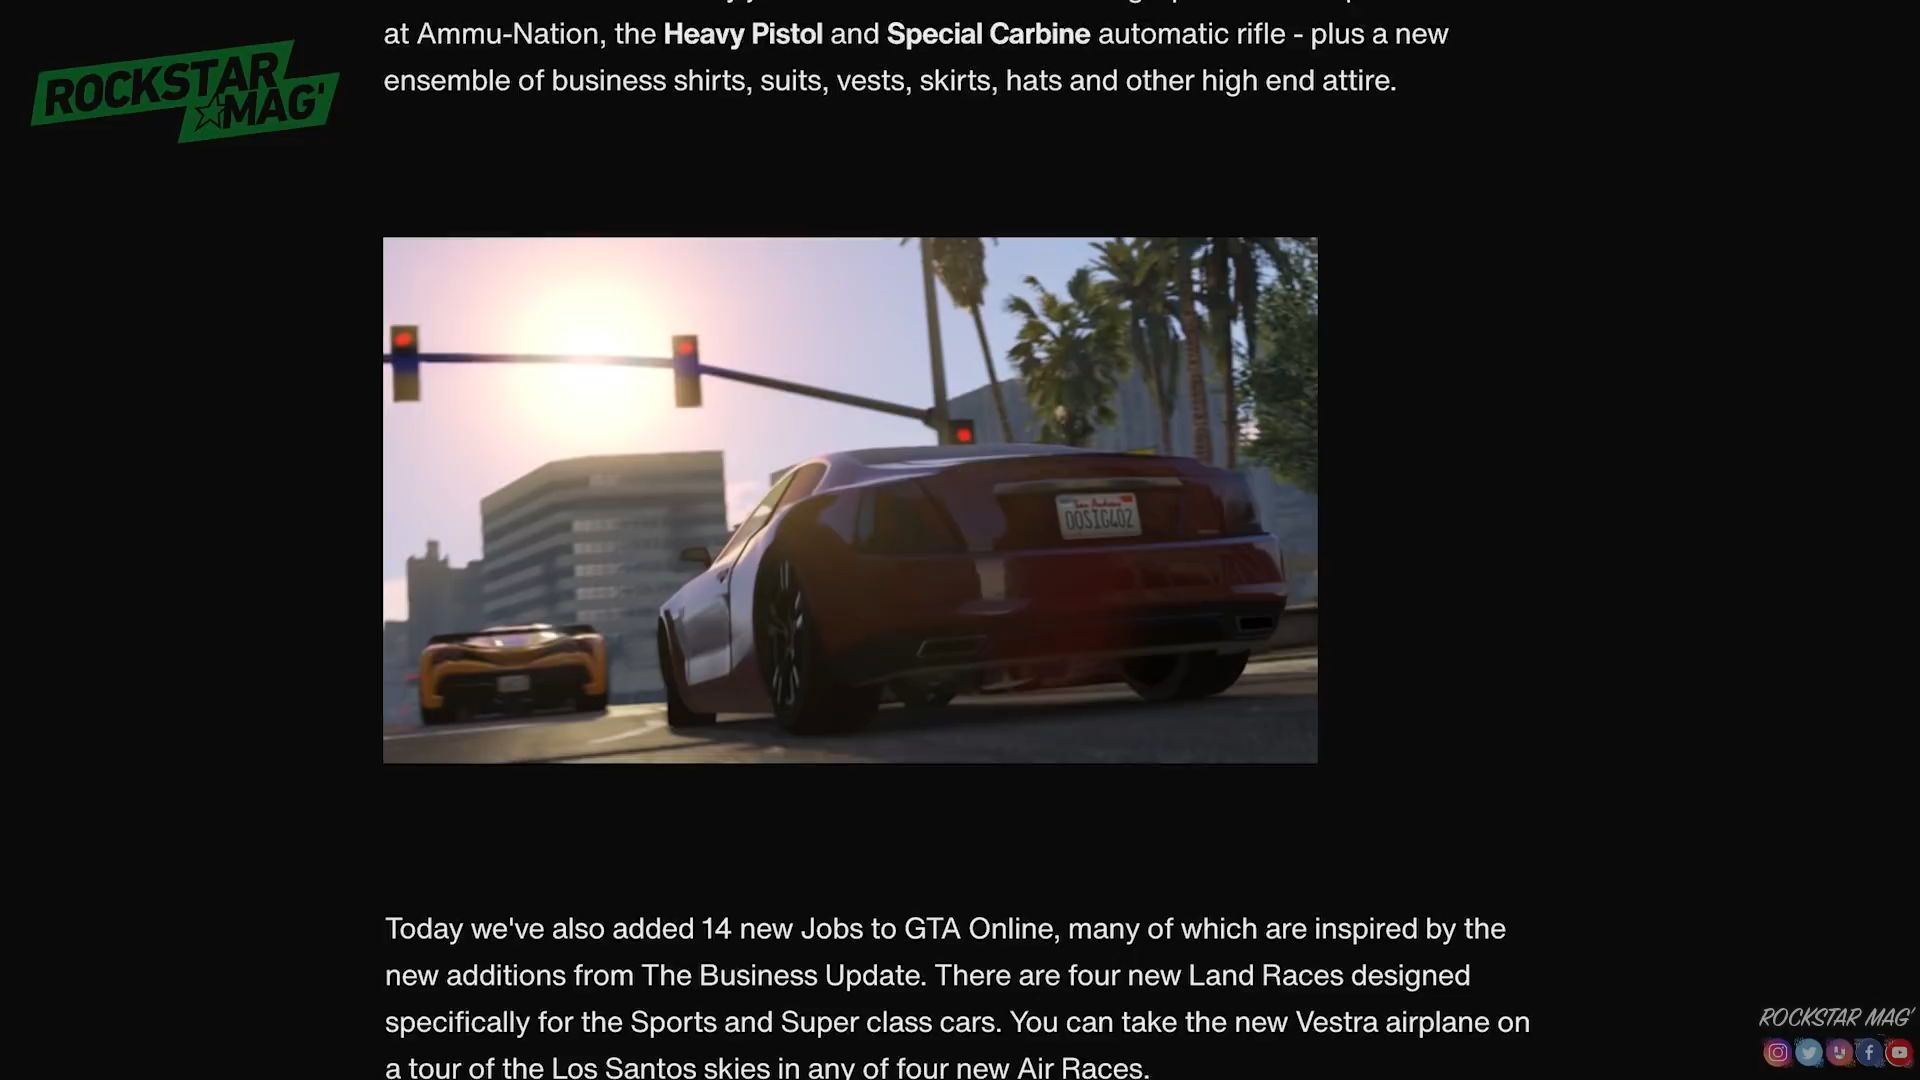 at Ammu-Nation, the Heavy Pistol and Special Carbine automatic rifle - plus a new
ensemble of business shirts, suits, vests, skirts, hats and other high end attire.
ROCKSTAR
MAG'
OOSIG402
Today we've also added 14 new Jobs to GTA Online, many of which are inspired by the
new additions from The Business Update. There are four new Land Races designed
specifically for the Sports and Super class cars. You can take the new Vestra airplane on
a tour of the Los Santos skies in any of four new Air Races.
ROCKSTAR MAG'